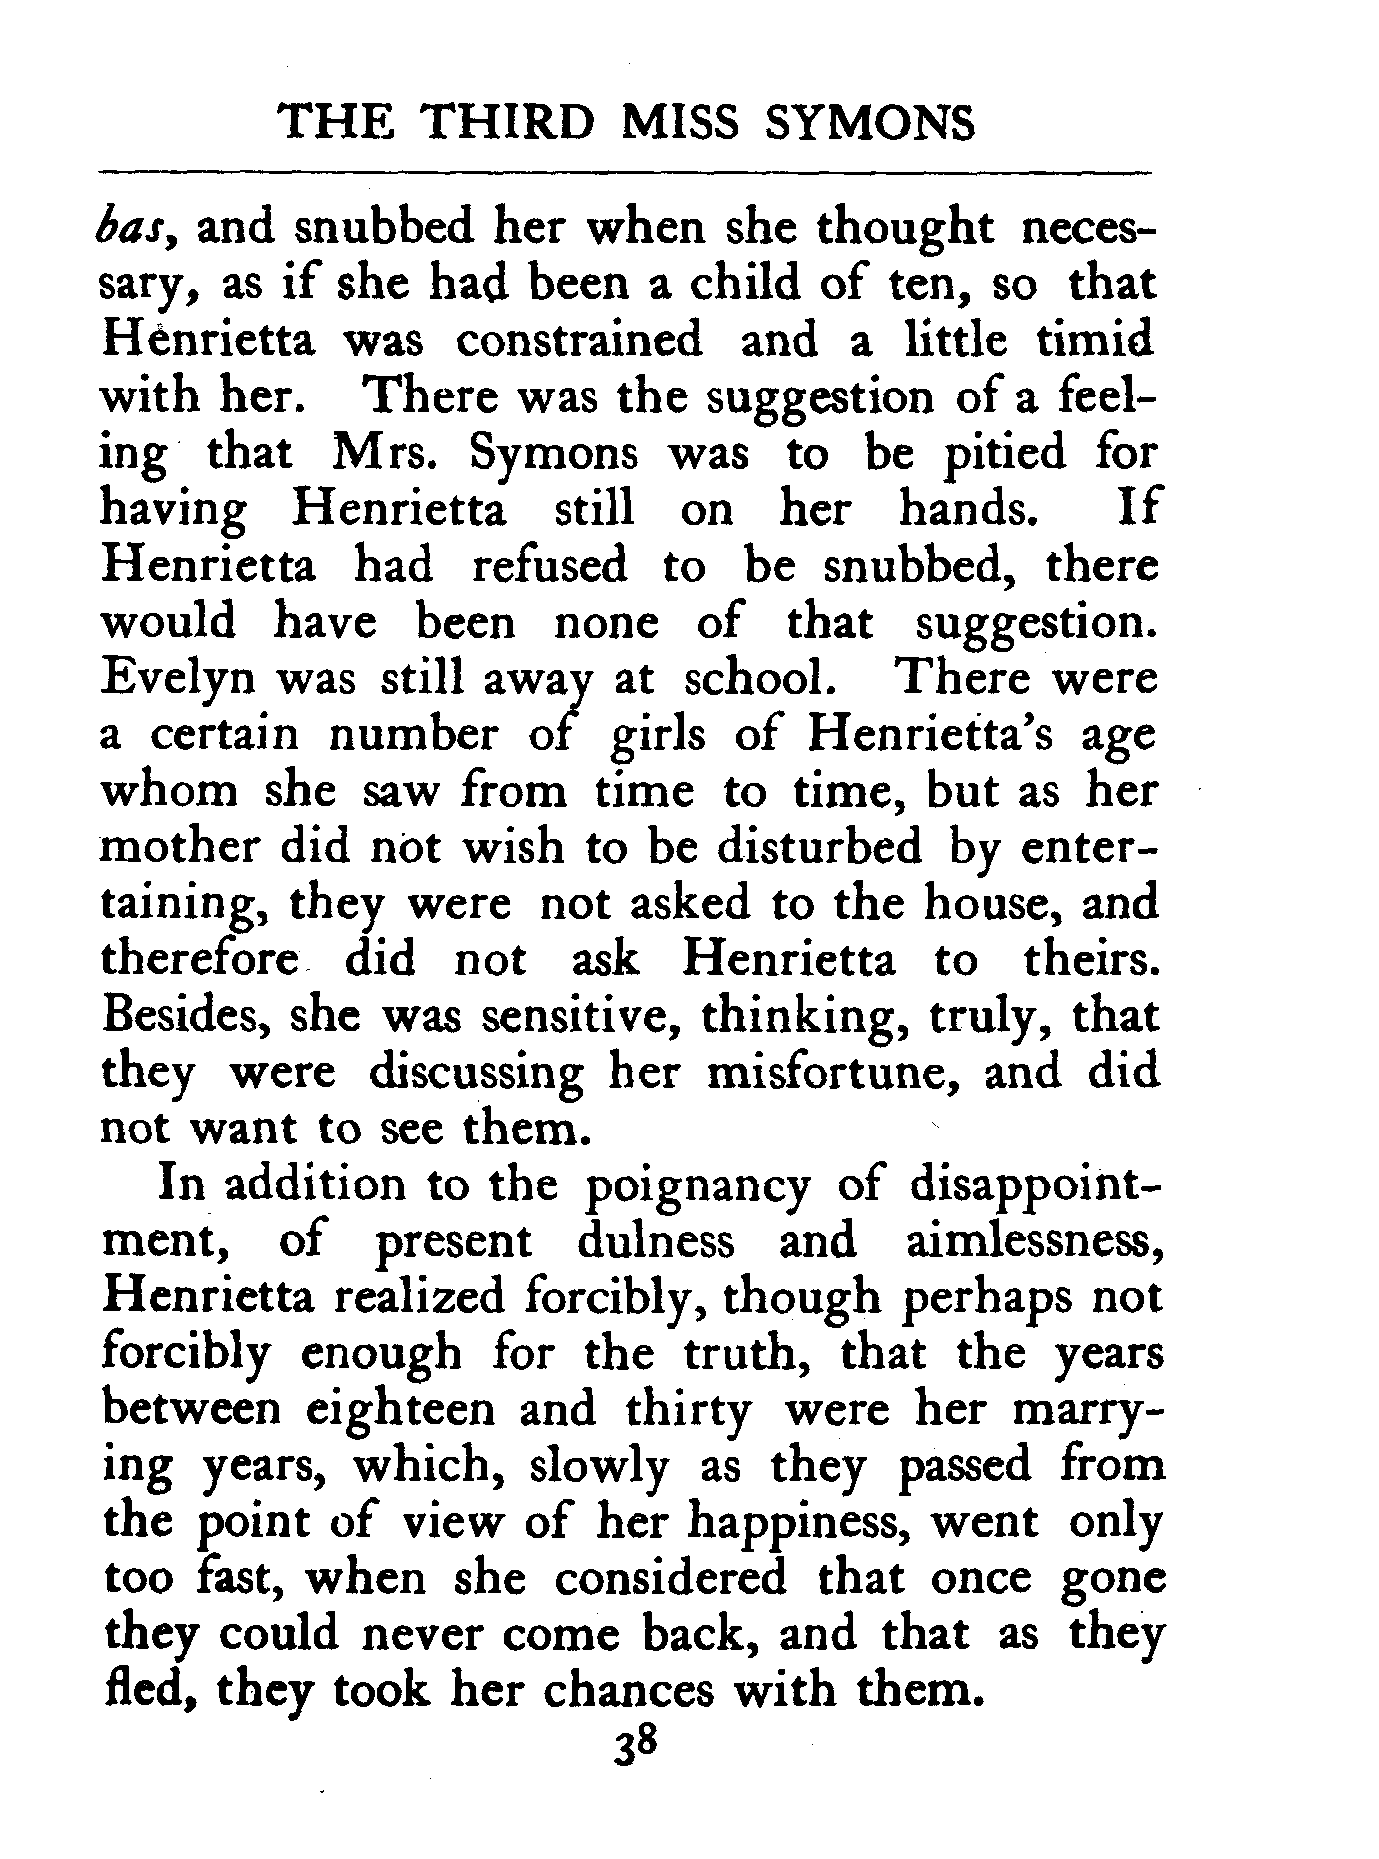 THE THIRD MISS SYMONS
bas, and snubbed her when she thought neces-
sary, as if she had been a child of ten, so that
Henrietta was constrained and a little timid
with her. There was the suggestion of a feel-
ing that Mrs. Symons was to be pitied for
having Henrietta still on her hands. If
Henrietta had refused to be snubbed, there
would have been none of that suggestion.
Evelyn was still away at school. There were
a certain number of girls of Henrietta's age
whom she saw from time to time, but as her
mother did not wish to be disturbed by enter-
taining, they were not asked to the house, and
therefore did not ask Henrietta to theirs.
Besides, she was sensitive, thinking, truly, that
they were discussing her misfortune, and did
not want to see them.
In addition to the poignancy of disappoint-
ment, of present dulness and aimlessness,
Henrietta realized forcibly, though perhaps not
forcibly enough for the truth, that the years
between eighteen and thirty were her marry-
ing years, which, slowly as they passed from
the point of view of her happiness, went only
too fast, when she considered that once gone
they could never come back, and that as they
fled, they took her chances with them.
38